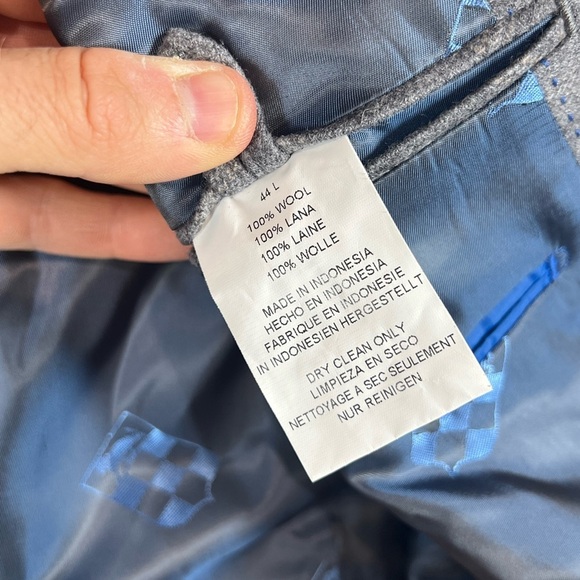 44 L
100% WOOL
100% LANA
100% LAINE
100% WOLLE
MADE IN INDONESIA
HECHO EN INDONESIA
FABRIQUE EN INDONESIE
IN INDONESIEN HERGESTELLT
DRY CLEAN ONLY
LIMPIEZA EN SECO
NETTOYAGE A SEC SEULEMENT
NUR REINIGEN